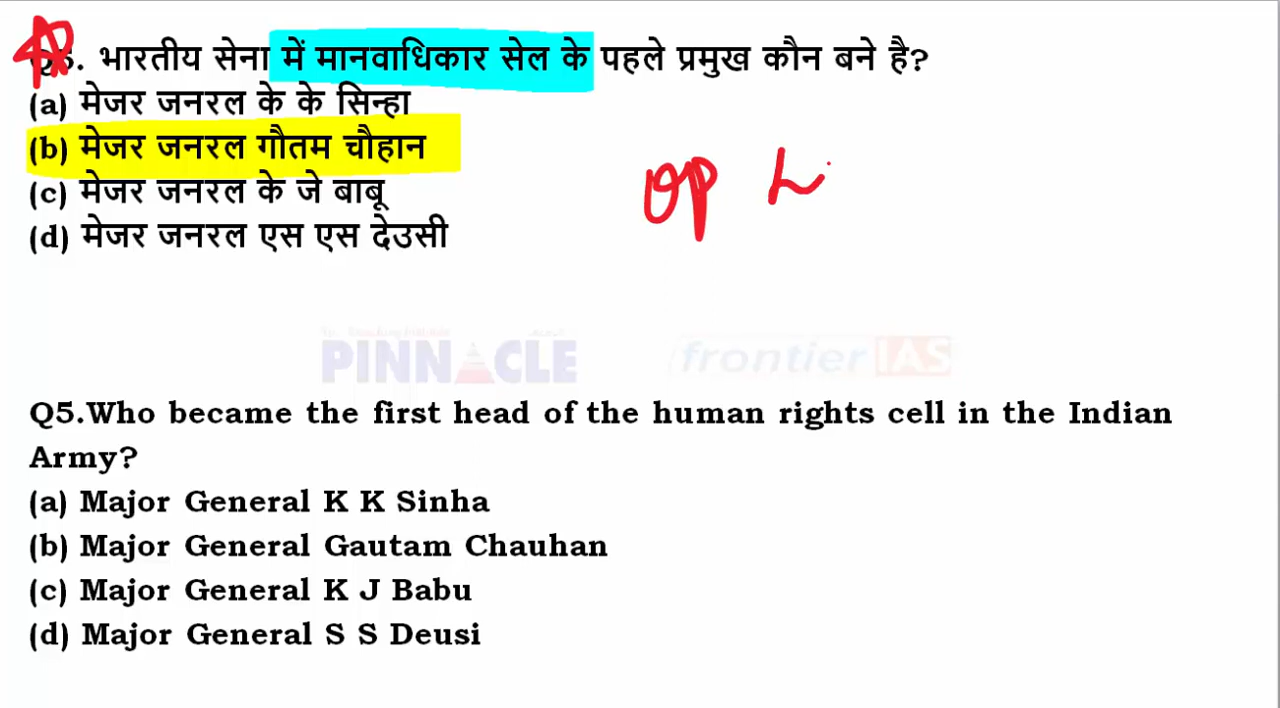 Q5. भारतीय सेना में मानवाधिकार सेल के पहले प्रमुख कौन बने है?
(a) मेजर जनरल के के सिन्हा
(b) मेजर जनरल गौतम चौहान
(c) मेजर जनरल के जे बाबू
(d) मेजर जनरल एस एस देउसी
OP
PINNACLE frontier IAS
Q5.Who became the first head of the human rights cell in the Indian
Army?
(a) Major General K K Sinha
(b) Major General Gautam Chauhan
(c) Major General K J Babu
(d) Major General S S Deusi